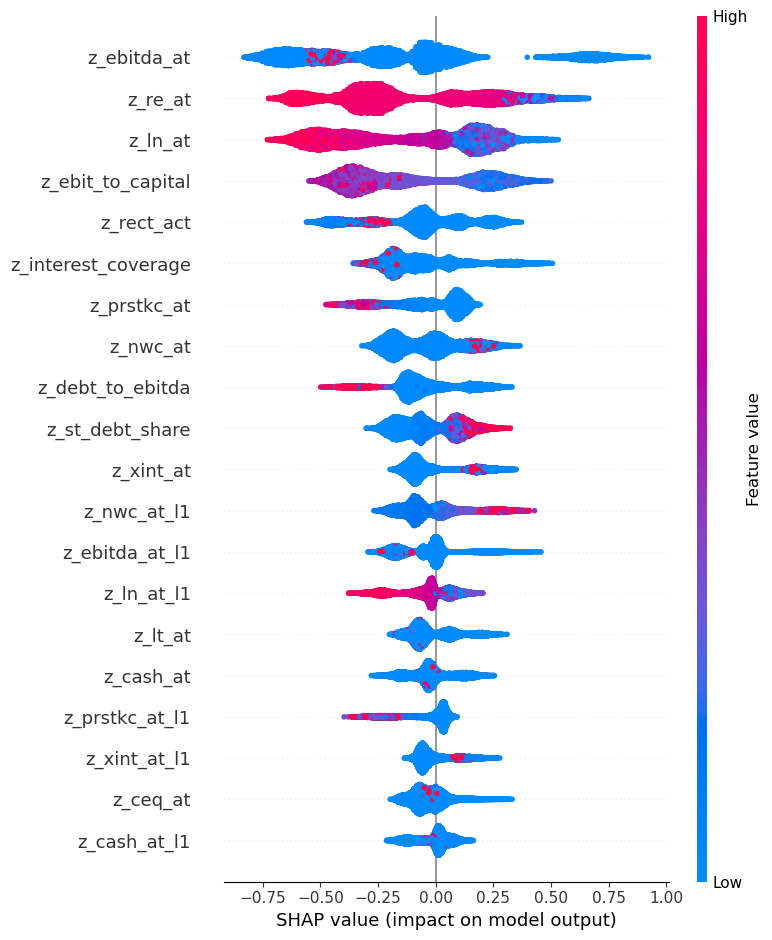 High
z_ebitda_at
z_re_at
z_ln_at
z_ebit_to_capital
z_rect_act
z_interest_coverage
z_prstkc_at
z_nwc_at
z_debt_to_ebitda
z_st_debt_share
z_xint_at
z_nwc_at_l1
z_ebitda_at_l1
z_ln_at_l1
z_lt_at
z_cash_at
z_prstkc_at_l1
z_xint_at_l1
z_ceq_at
z_cash_at_l1
Feature value
Low
−0.75 −0.50 −0.25 0.00 0.25 0.50 0.75 1.00
SHAP value (impact on model output)